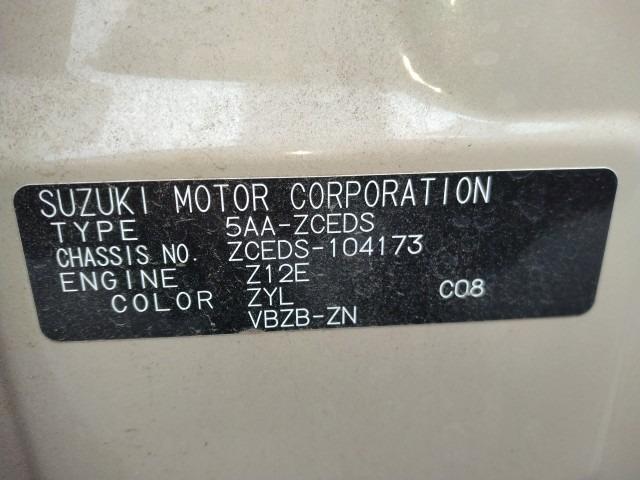 SUZUKI MOTOR CORPORATION
TYPE 5AA-ZCEDS
CHASSIS NO. ZCEDS-104173
ENGINE Z12E
COLOR ZYL C08
VBZB-ZN